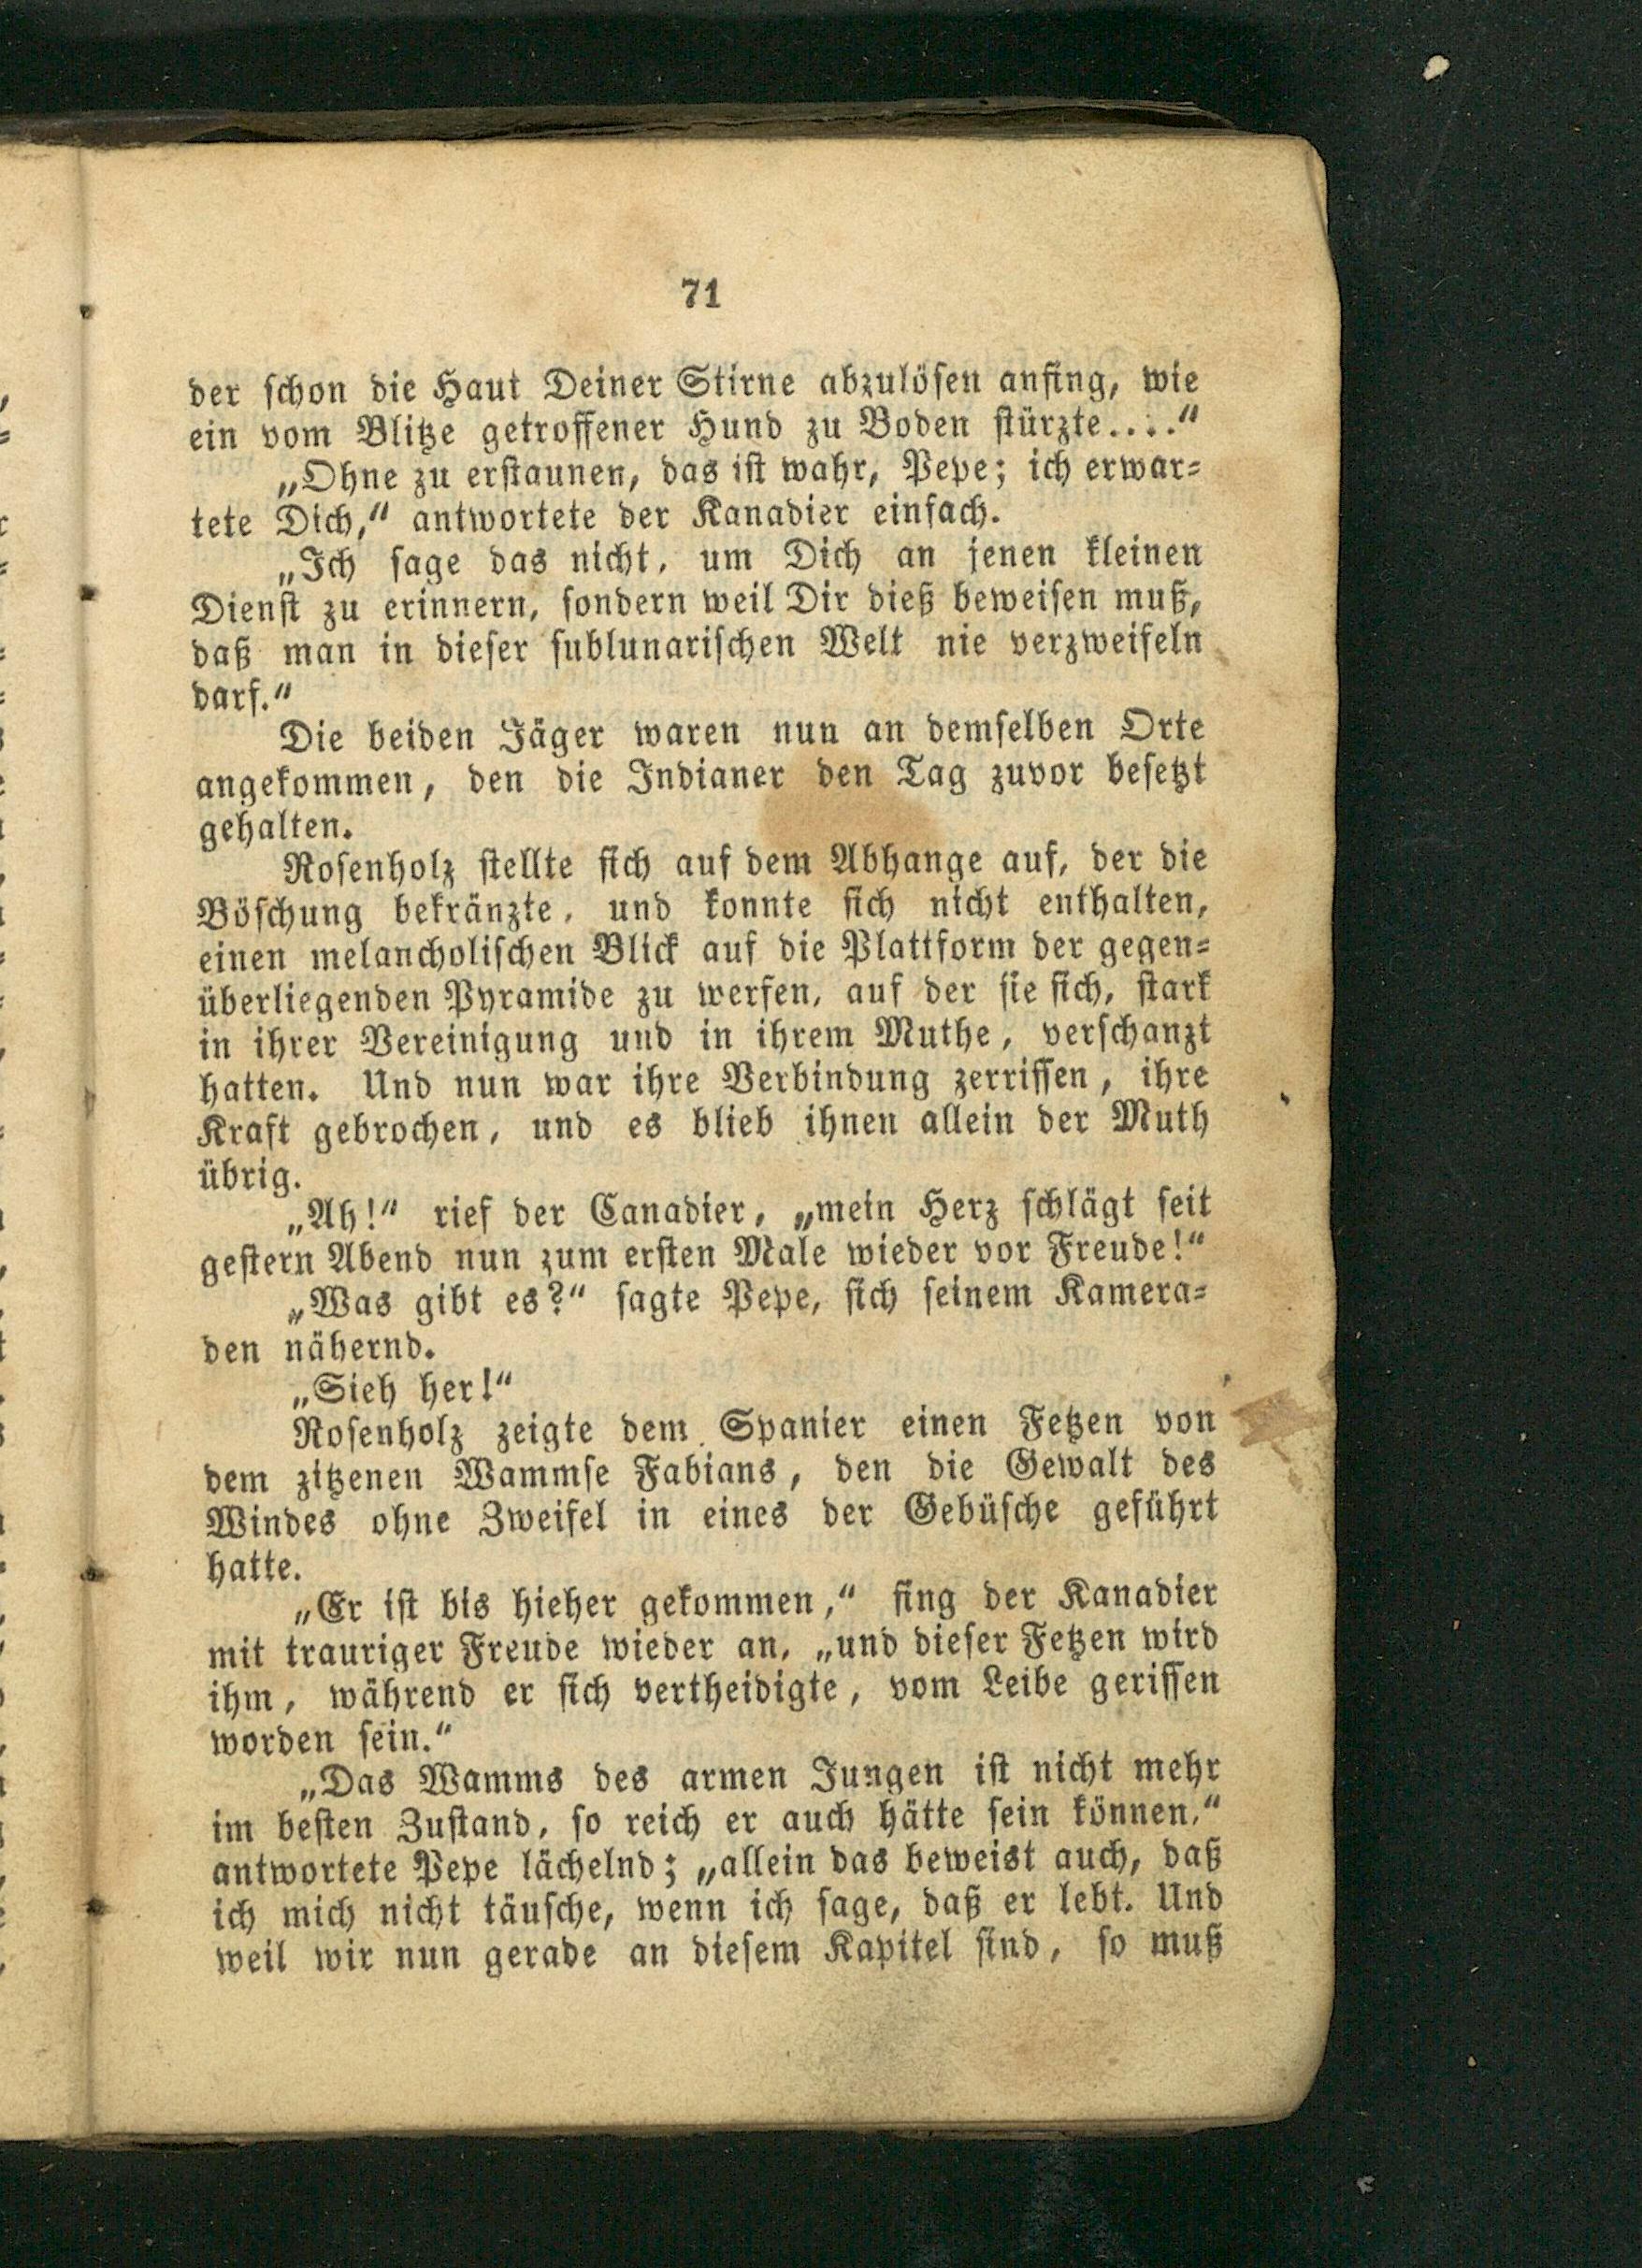 71
der schon die Haut Deiner Stirne abzulösen anfing, wie
ein vom Blitze getroffener Hund zu Boden stürzte...."
„Ohne zu erstaunen, das ist wahr, Pepe; ich erwar=
tete Dich," antwortete der Kanadier einfach.
„Ich sage das nicht, um Dich an jenen kleinen
Dienst zu erinnern, sondern weil Dir dieß beweisen muß,
daß man in dieser sublunarischen Welt nie verzweifeln
darf."
Die beiden Jäger waren nun an demselben Orte
angekommen, den die Indianer den Tag zuvor besetzt
gehalten.
Rosenholz stellte sich auf dem Abhange auf, der die
Böschung bekränzte, und konnte sich nicht enthalten,
einen melancholischen Blick auf die Plattform der gegen=
überliegenden Pyramide zu werfen, auf der sie sich, stark
in ihrer Vereinigung und in ihrem Muthe, verschanzt
hatten. Und nun war ihre Verbindung zerrissen, ihre
Kraft gebrochen, und es blieb ihnen allein der Muth
übrig.
„Ah!" rief der Canadier, „mein Herz schlägt seit
gestern Abend nun zum ersten Male wieder vor Freude!"
„Was gibt es?" sagte Pepe, sich seinem Kamera=
den nähernd.
„Sieh her!"
Rosenholz zeigte dem Spanier einen Fetzen von
dem zitzenen Wammse Fabians, den die Gewalt des
Windes ohne Zweifel in eines der Gebüsche geführt
hatte.
„Er ist bis hieher gekommen," fing der Kanadier
mit trauriger Freude wieder an, „und dieser Fetzen wird
ihm, während er sich vertheidigte, vom Leibe gerissen
worden sein."
„Das Wamms des armen Jungen ist nicht mehr
im besten Zustand, so reich er auch hätte sein können,"
antwortete Pepe lächelnd; „allein das beweist auch, daß
ich mich nicht täusche, wenn ich sage, daß er lebt. Und
weil wir nun gerade an diesem Kapitel sind, so muß